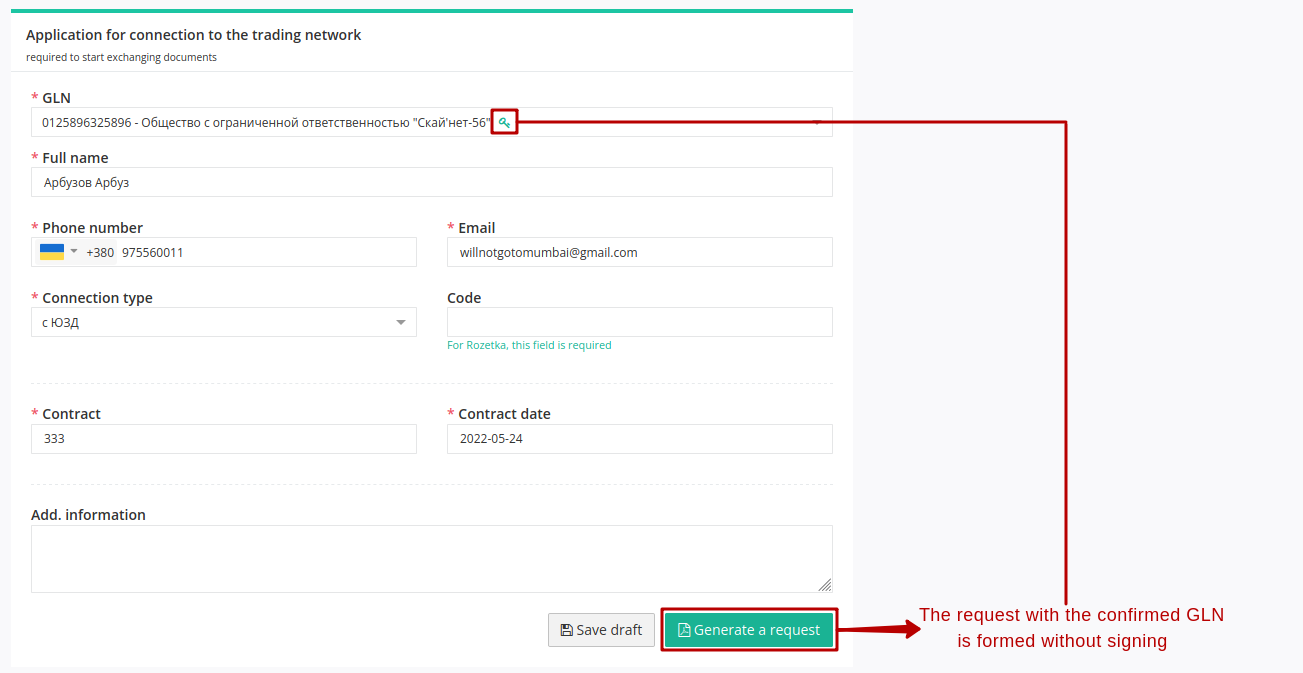 Application for connection to the trading network
required to start exchanging documents
* GLN
0125896325896 - Общество с ограниченной ответственностью "Скай'нет-56"
* Full name
Арбузов Арбуз
* Phone number
* Email
+380 975560011
willnotgotomumbai@gmail.com
* Connection type
Code
с ЮЗД
For Rozetka, this field is required
* Contract
* Contract date
333
2022-05-24
Add. information
Save draft
Generate a request
The request with the confirmed GLN
is formed without signing